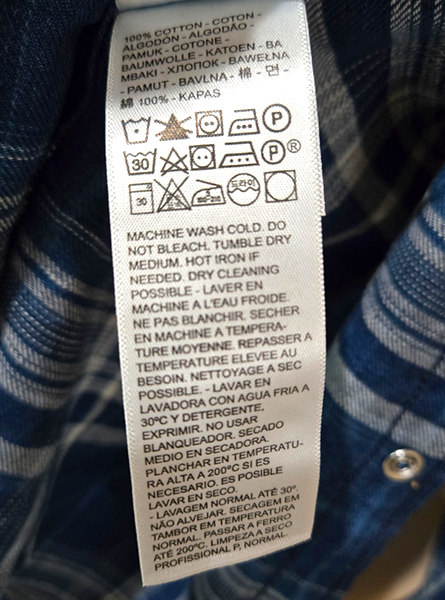 100% COTTON - COTON -
ALGODÓN - ALGODÃO -
PAMUK - COTONE -
BAUMWOLLE - KATOEN - BA
MBAKI - ХЛОПОК - BAWEŁNA
- PAMUT - BAVLNA - 棉 - 면 -
綿 100% - KAPAS
P
30 P ®
30 드라이
MACHINE WASH COLD. DO
NOT BLEACH. TUMBLE DRY
MEDIUM. HOT IRON IF
NEEDED. DRY CLEANING
POSSIBLE - LAVER EN
MACHINE A L'EAU FROIDE.
NE PAS BLANCHIR. SECHER
EN MACHINE A TEMPERA-
TURE MOYENNE. REPASSER A
TEMPERATURE ELEVEE AU
BESOIN. NETTOYAGE A SEC
POSSIBLE. - LAVAR EN
LAVADORA CON AGUA FRIA A
30ºC Y DETERGENTE,
EXPRIMIR. NO USAR
BLANQUEADOR. SECADO
MEDIO EN SECADORA.
PLANCHAR EN TEMPERATU-
RA ALTA A 200ºC SI ES
NECESARIO. ES POSIBLE
LAVAR EN SECO.
- LAVAGEM NORMAL ATÉ 30º.
NÃO ALVEJAR. SECAGEM EM
TAMBOR EM TEMPERATURA
NORMAL. PASSAR A FERRO
ATÉ 200ºC. LIMPEZA A SECO
PROFISSIONAL P, NORMAL.